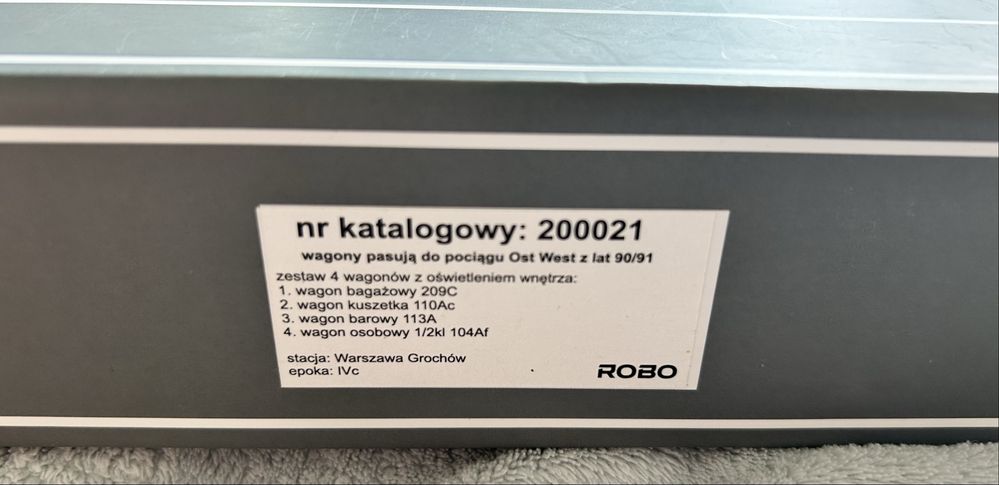 nr katalogowy: 200021
wagony pasują do pociągu Ost West z lat 90/91
zestaw 4 wagonów z oświetleniem wnętrza:
1. wagon bagażowy 209C
2. wagon kuszetka 110Ac
3. wagon barowy 113A
4. wagon osobowy 1/2kl 104Af
stacja: Warszawa Grochów
epoka: IVc
ROBO